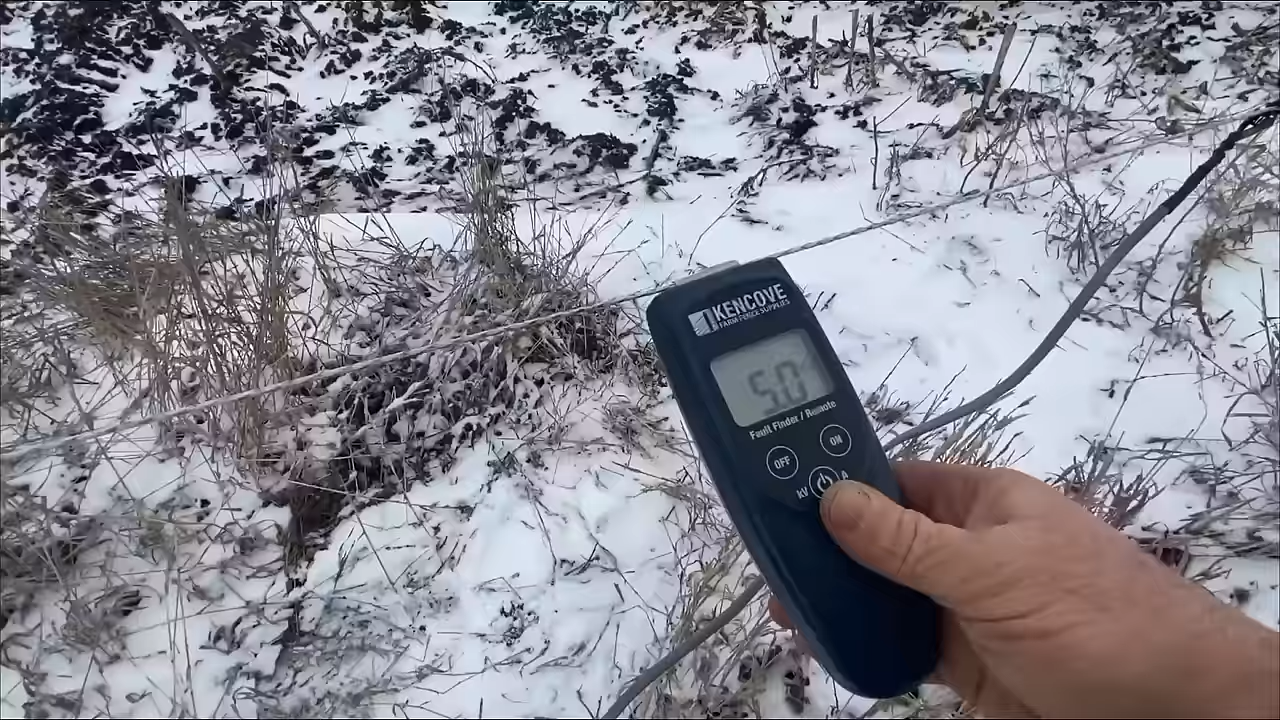 KENCOVE
FARM FENCE SUPPLIES
5.0
Fault Finder / Remote
OFF
ON
kV
A